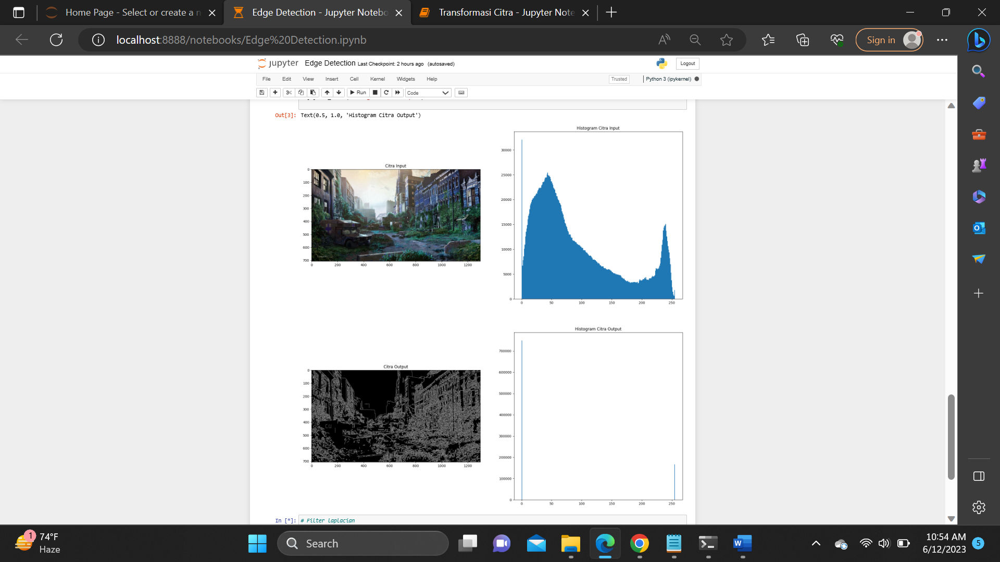 Home Page - Select or create a n
Edge Detection - Jupyter Notebo
Transformasi Citra - Jupyter Note
localhost:8888/notebooks/Edge%20Detection.ipynb
Sign in
jupyter Edge Detection Last Checkpoint: 2 hours ago (autosaved)
Logout
File Edit View Insert Cell Kernel Widgets Help
Trusted
Python 3 (ipykernel)
Run
Code
Out[3]: Text(0.5, 1.0, 'Histogram Citra Output')
Histogram Citra Input
30000
25000
20000
15000
10000
5000
0
0 50 100 150 200 250
Citra Input
0
100
200
300
400
500
600
700
0 200 400 600 800 1000 1200
Histogram Citra Output
700000
600000
500000
400000
300000
200000
100000
0
0 50 100 150 200 250
Citra Output
0
100
200
300
400
500
600
700
0 200 400 600 800 1000 1200
In [*]: # Filter laplacian
1
74°F
Haze
Search
10:54 AM
6/12/2023
5